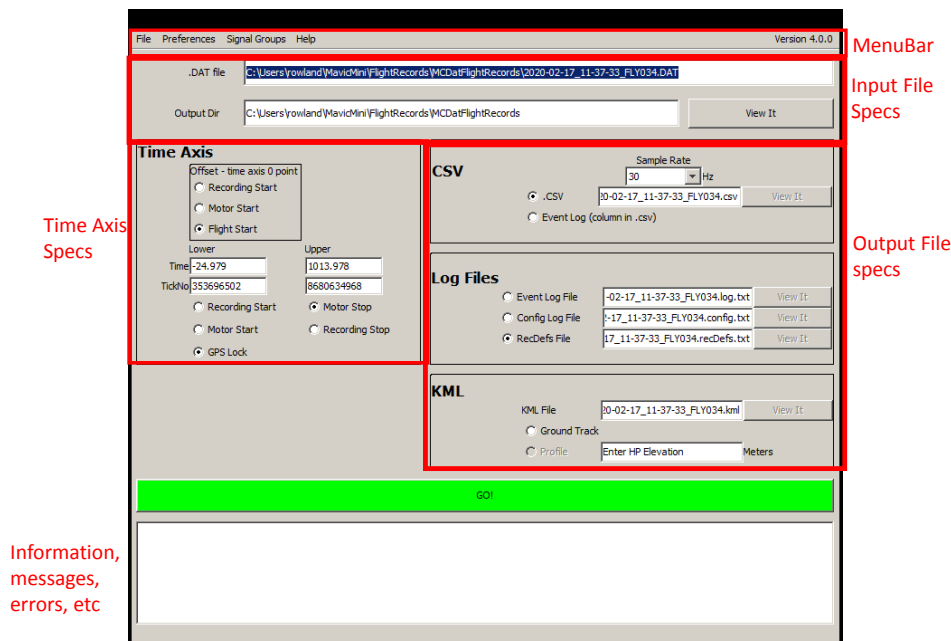 File Preferences Signal Groups Help Version 4.0.0
MenuBar
.DAT file C:\Users\rowland\MavicMini\FlightRecords\MCDatFlightRecords\2020-02-17_11-37-33_FLY034.DAT
Input File
Specs
Output Dir C:\Users\rowland\MavicMini\FlightRecords\MCDatFlightRecords View It
Time Axis
Offset - time axis 0 point
Recording Start
Motor Start
Flight Start
Lower Upper
Time -24.979 1013.978
TickNo 353696502 8680634968
Recording Start Motor Stop
Motor Start Recording Stop
GPS Lock
Time Axis
Specs
CSV
Sample Rate
30 Hz
.CSV 20-02-17_11-37-33_FLY034.csv View It
Event Log (column in .csv)
Log Files
Event Log File -02-17_11-37-33_FLY034.log.txt View It
Config Log File !-17_11-37-33_FLY034.config.txt View It
RecDefs File 17_11-37-33_FLY034.recDefs.txt View It
Output File
specs
KML
KML File 20-02-17_11-37-33_FLY034.kml View It
Ground Track
Profile Enter HP Elevation Meters
GO!
Information,
messages,
errors, etc